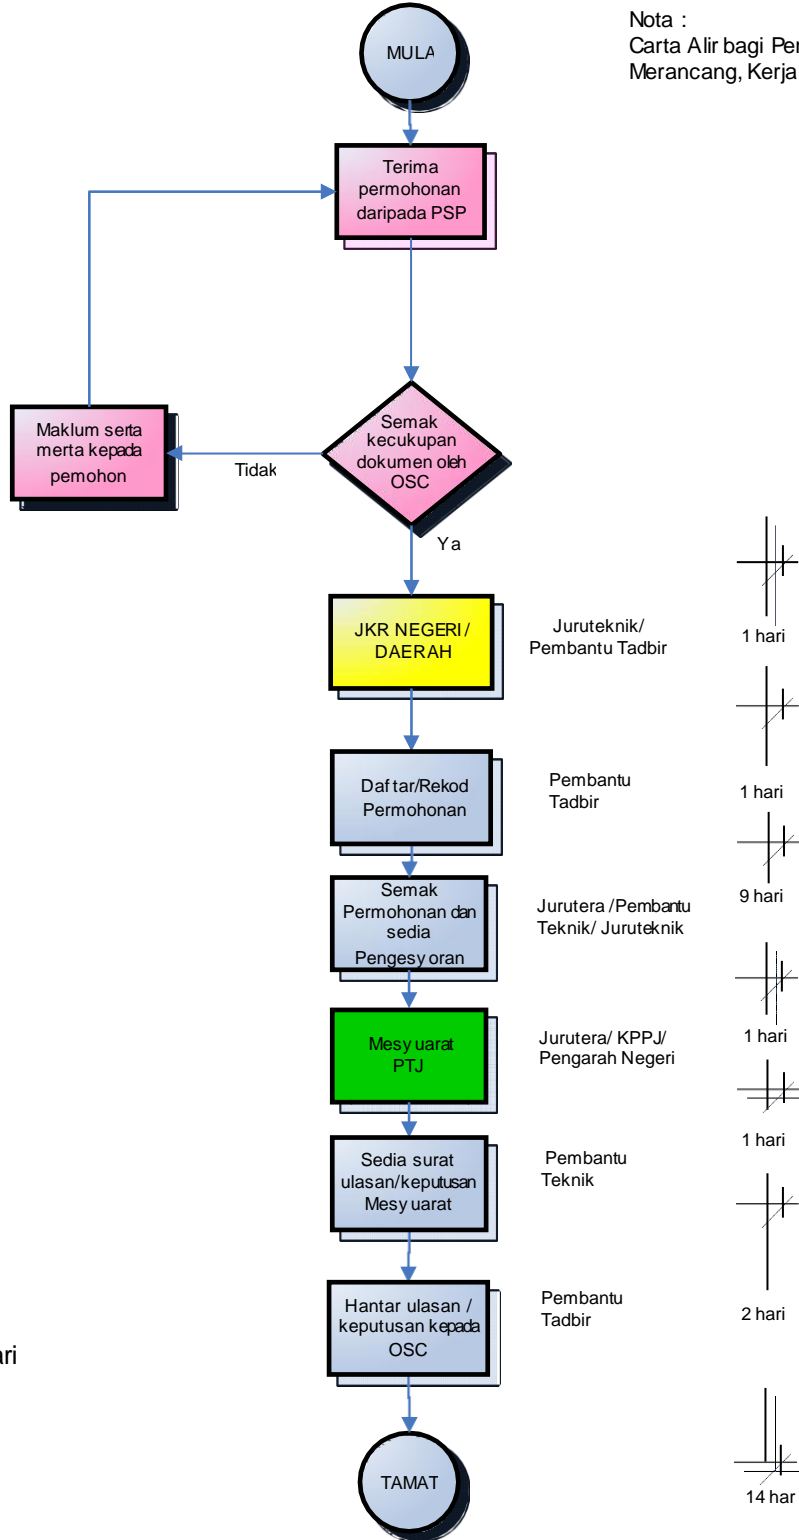 Nota :
Carta Alir bagi
Merancang, Kerja
MULA
Terima
permohonan
daripada PSP
Semak
kecukupan
dokumen oleh
OSC
Maklum serta
merta kepada
pemohon
Tidak
Ya
JKR NEGERI/
DAERAH
Juruteknik/
Pembantu Tadbir
1 hari
Daftar/Rekod
Permohonan
Pembantu
Tadbir
1 hari
Semak
Permohonan dan
sedia
Pengesyoran
Jurutera /Pembantu
Teknik/ Juruteknik
9 hari
Mesyuarat
PTJ
Jurutera/ KPPJ/
Pengarah Negeri
1 hari
Sedia surat
ulasan/keputusan
Mesyuarat
Pembantu
Teknik
1 hari
Hantar ulasan /
keputusan kepada
OSC
Pembantu
Tadbir
2 hari
ari
TAMAT
14 har